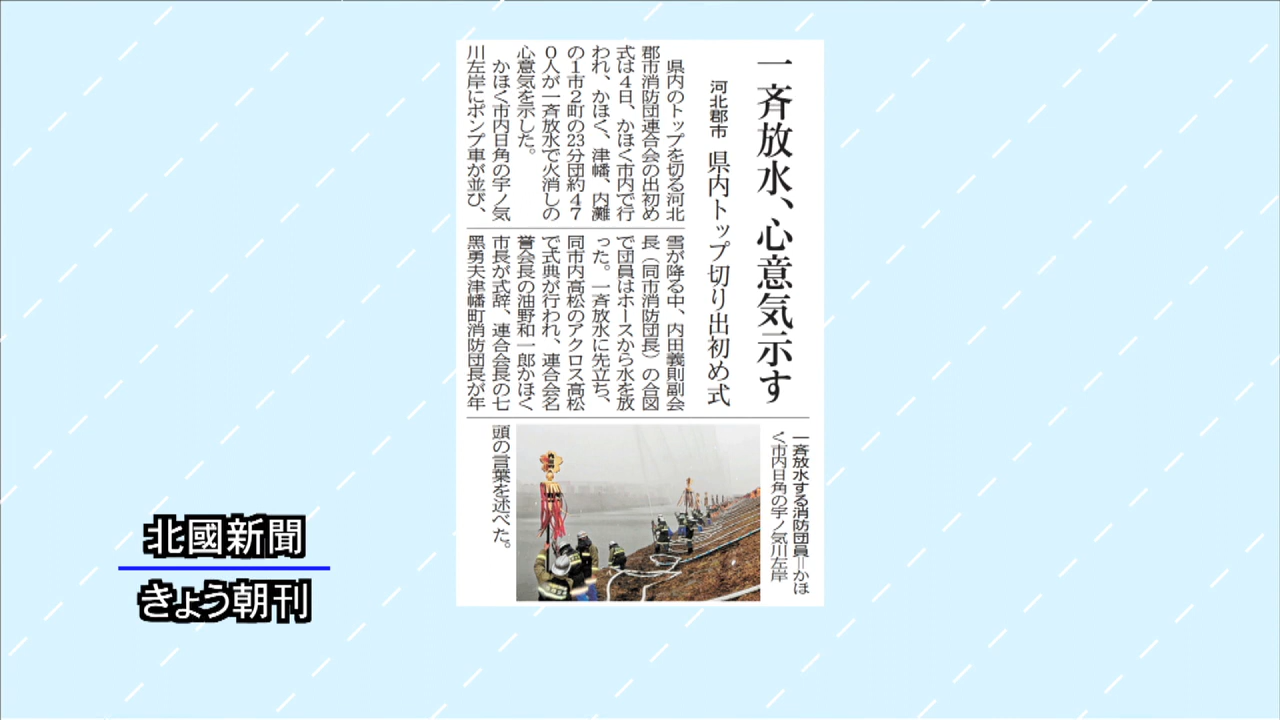 一斉放水、心意気示す
河北郡市 県内トップ切り出初め式
県内のトップを切る河北
郡市消防団連合会の出初め
式は4日、かほく市内で行
われ、かほく、津幡、内灘
の1市2町の23分団約47
0人が一斉放水で火消しの
心意気を示した。
かほく市内日角の宇ノ気
川左岸にポンプ車が並び、
雪が降る中、内田義則副会
長(同市消防団長)の合図
で団員はホースから水を放
った。一斉放水に先立ち、
同市内高松のアクロス高松
で式典が行われ、連合会名
誉会長の油野和一郎かほく
市長が式辞、連合会長の七
黒勇夫津幡町消防団長が年
頭の言葉を述べた。
一斉放水する消防団員=かほ
く市内日角の宇ノ気川左岸
北國新聞
きょう朝刊